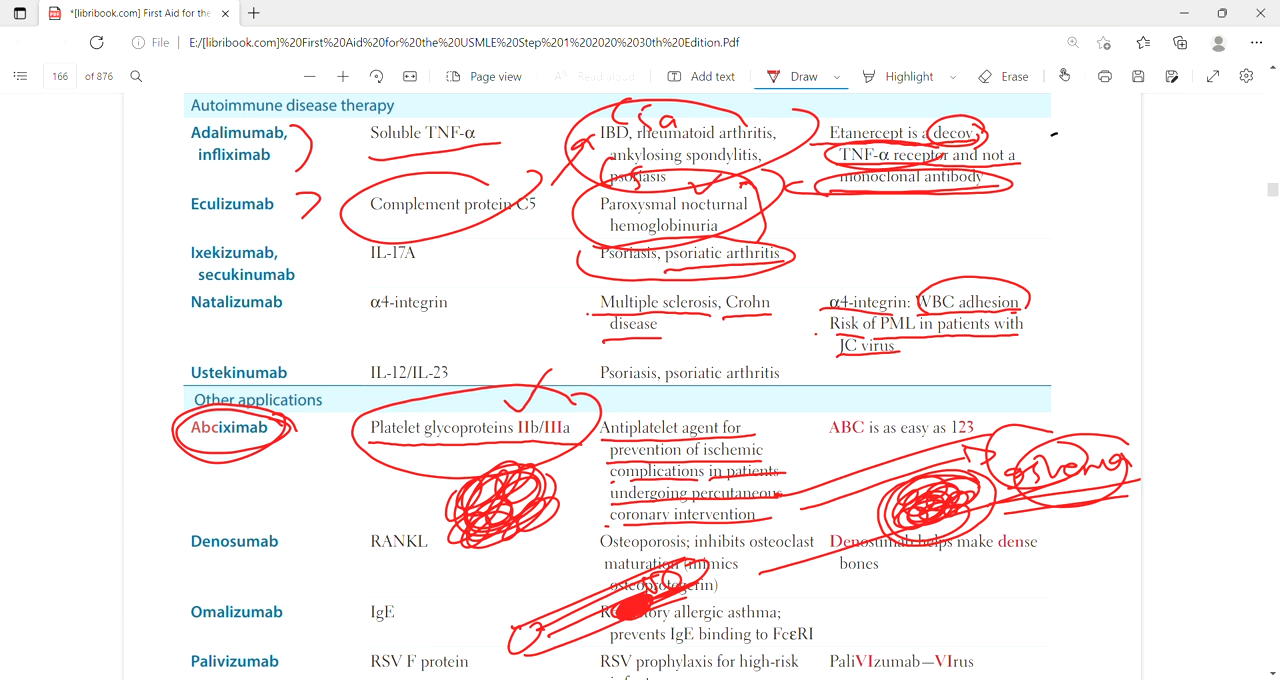 *[libribook.com] First Aid for the
File E:/[libribook.com]%20First%20Aid%20for%20the%20USMLE%20Step%201%202020%2030th%20Edition.Pdf
166 of 876 Page view Read aloud Add text Draw Highlight Erase
Autoimmune disease therapy
Adalimumab, Soluble TNF-α IBD, rheumatoid arthritis, Etanercept is a decoy
infliximab ankylosing spondylitis, TNF-α receptor and not a
psoriasis monoclonal antibody
Eculizumab Complement protein C5 Paroxysmal nocturnal
hemoglobinuria
Ixekizumab, IL-17A Psoriasis, psoriatic arthritis
secukinumab
Natalizumab α4-integrin Multiple sclerosis, Crohn α4-integrin: WBC adhesion
disease Risk of PML in patients with
JC virus
Ustekinumab IL-12/IL-23 Psoriasis, psoriatic arthritis
Other applications
Abciximab Platelet glycoproteins IIb/IIIa Antiplatelet agent for ABC is as easy as 123
prevention of ischemic
complications in patients
undergoing percutaneous
coronary intervention
Denosumab RANKL Osteoporosis; inhibits osteoclast Denosumab helps make dense
maturation (mimics bones
osteoprotegerin)
Omalizumab IgE Refractory allergic asthma;
prevents IgE binding to FcεRI
Palivizumab RSV F protein RSV prophylaxis for high-risk PaliVIzumab—VIrus